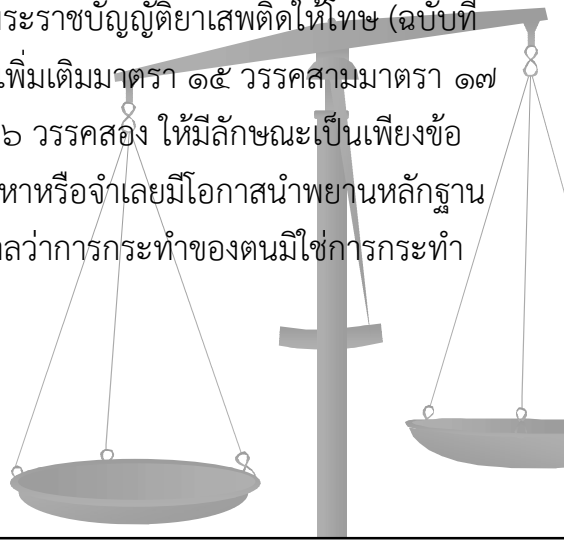 พระราชบัญญัติยาเสพติดให้โทษ (ฉบับที่
เพิ่มเติมมาตรา ๑๕ วรรคสามมาตรา ๑๗
๖ วรรคสอง ให้มีลักษณะเป็นเพียงข้อ
หาหรือจำเลยมีโอกาสนำพยานหลักฐาน
ลว่าการกระทำของตนมิใช่การกระทำ